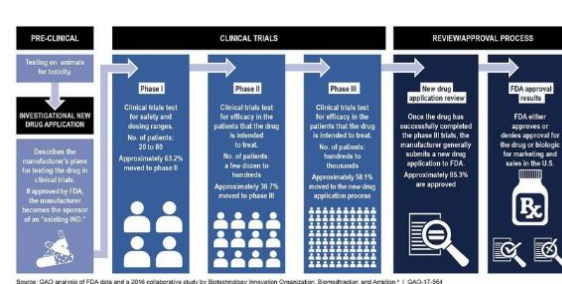 PRE-CLINICAL
CLINICAL TRIALS
REVIEW/APPROVAL PROCESS
Testing on animals
for toxicity.
INVESTIGATIONAL NEW
DRUG APPLICATION
Describes the
manufacturer's plans
for testing the drug in
clinical trials.
If approved by FDA,
the manufacturer
becomes the sponsor
of an "existing IND."
Phase I
Clinical trials test
for safety and
dosing ranges.
No. of patients:
20 to 80
Approximately 63.2%
moved to phase II
Phase II
Clinical trials test
for efficacy in the
patients that the drug
is intended
to treat.
No. of patients:
a few dozen to
hundreds
Approximately 30.7%
moved to phase III
Phase III
Clinical trials test
for efficacy in the
patients that the drug
is intended to treat.
No. of patients:
hundreds to
thousands
Approximately 58.1%
moved to the new drug
application process
New drug
application review
Once the drug has
successfully completed
the phase III trials, the
manufacturer generally
submits a new drug
application to FDA.
Approximately 85.3%
are approved
FDA approval
results
FDA either
approves or
denies approval for
the drug or biologic
for marketing and
sales in the U.S.
Rx
Source: GAO analysis of FDA data and a 2016 collaborative study by Biotechnology Innovation Organization, Biomedtracker, and Amplion. | GAO-17-564